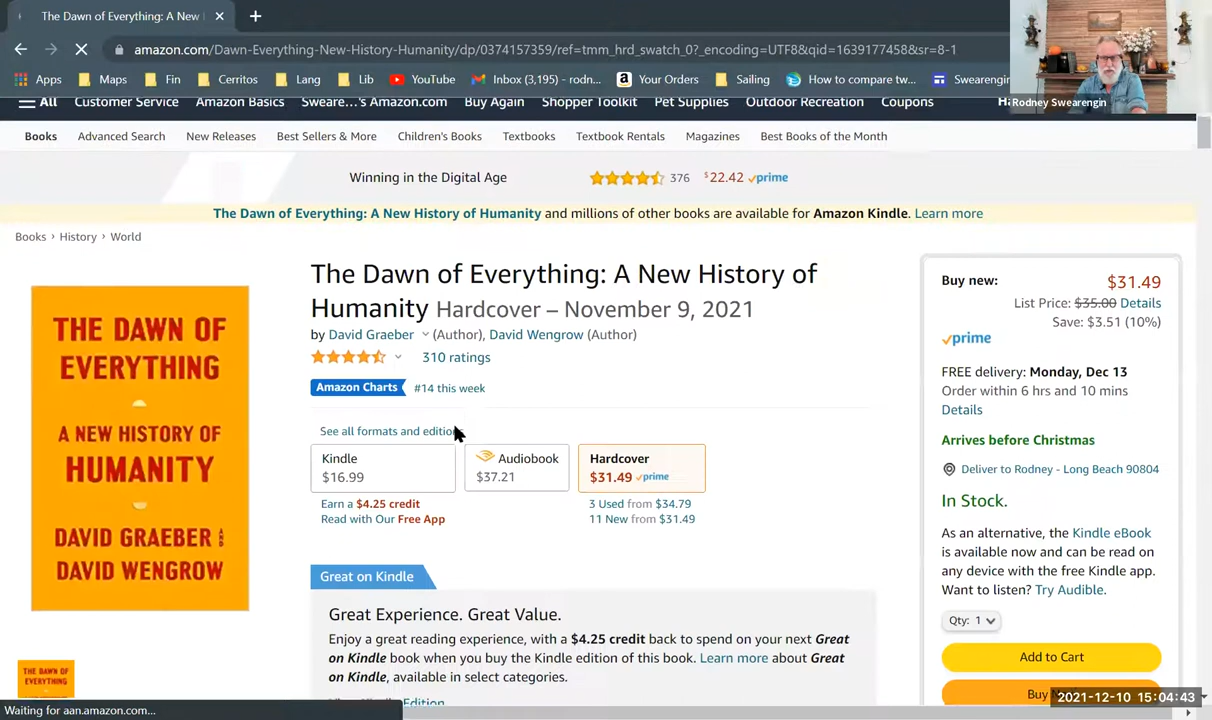 The Dawn of Everything: A New
amazon.com/Dawn-Everything-New-History-Humanity/dp/0374157359/ref=tmm_hrd_swatch_0?_encoding=UTF8&qid=1639177458&sr=8-1
Apps Maps Fin Cerritos Lang Lib YouTube Inbox (3,195) - rodn... Your Orders Sailing How to compare tw... Swearengin
Rodney Swearengin
All Customer Service Amazon Basics Sweare...'s Amazon.com Buy Again Shopper Toolkit Pet Supplies Outdoor Recreation Coupons
Books Advanced Search New Releases Best Sellers & More Children's Books Textbooks Textbook Rentals Magazines Best Books of the Month
Winning in the Digital Age 376 $22.42 prime
The Dawn of Everything: A New History of Humanity and millions of other books are available for Amazon Kindle. Learn more
Books › History › World
THE DAWN OF
EVERYTHING
A NEW HISTORY OF
HUMANITY
DAVID GRAEBER AND
DAVID WENGROW
THE DAWN OF
EVERYTHING
The Dawn of Everything: A New History of
Humanity Hardcover – November 9, 2021
by David Graeber (Author), David Wengrow (Author)
310 ratings
Amazon Charts #14 this week
See all formats and edition
Kindle
$16.99
Audiobook
$37.21
Hardcover
$31.49 prime
Earn a $4.25 credit
Read with Our Free App
3 Used from $34.79
11 New from $31.49
Great on Kindle
Great Experience. Great Value.
Enjoy a great reading experience, with a $4.25 credit back to spend on your next Great
on Kindle book when you buy the Kindle edition of this book. Learn more about Great
on Kindle, available in select categories.
Edition
Buy new: $31.49
List Price: $35.00 Details
Save: $3.51 (10%)
prime
FREE delivery: Monday, Dec 13
Order within 6 hrs and 10 mins
Details
Arrives before Christmas
Deliver to Rodney - Long Beach 90804
In Stock.
As an alternative, the Kindle eBook
is available now and can be read on
any device with the free Kindle app.
Want to listen? Try Audible.
Qty: 1
Add to Cart
Buy
2021-12-10 15:04:43
Waiting for aan.amazon.com...